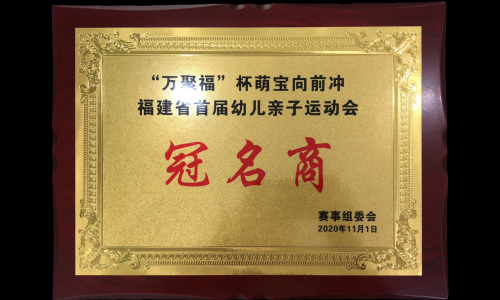 “万聚福”杯萌宝向前冲
福建省首届幼儿亲子运动会
冠名商
赛事组委会
2020年11月1日